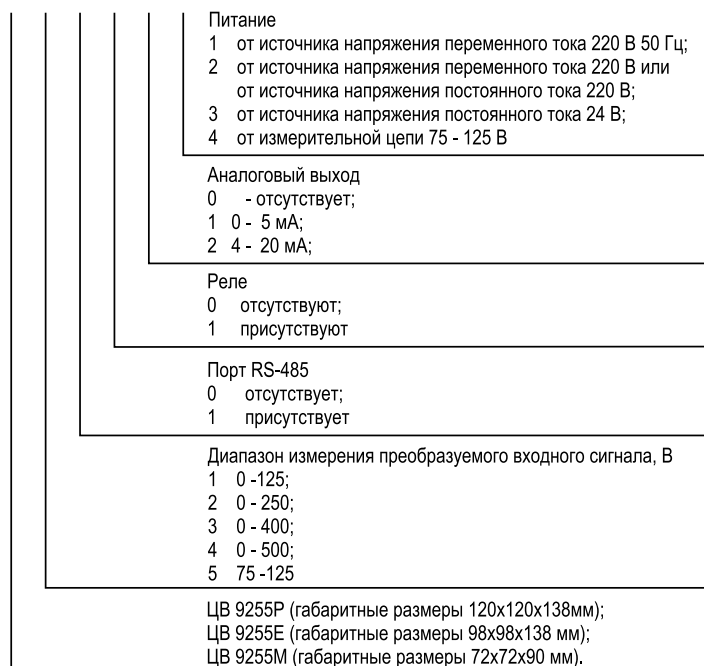 Питание
1 от источника напряжения переменного тока 220 В 50 Гц;
2 от источника напряжения переменного тока 220 В или
от источника напряжения постоянного тока 220 В;
3 от источника напряжения постоянного тока 24 В;
4 от измерительной цепи 75 - 125 В
Аналоговый выход
0 - отсутствует;
1 0 - 5 мА;
2 4 - 20 мА;
Реле
0 отсутствуют;
1 присутствуют
Порт RS-485
0 отсутствует;
1 присутствует
Диапазон измерения преобразуемого входного сигнала, В
1 0 -125;
2 0 - 250;
3 0 - 400;
4 0 - 500;
5 75 -125
ЦВ 9255Р (габаритные размеры 120х120х138мм);
ЦВ 9255Е (габаритные размеры 98х98х138 мм);
ЦВ 9255М (габаритные размеры 72х72х90 мм).